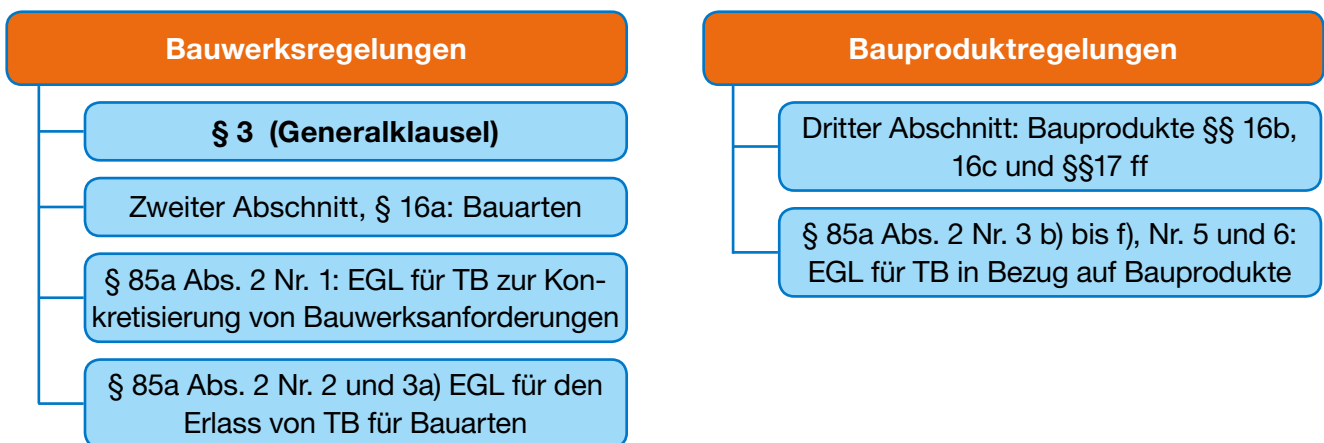 Bauwerksregelungen
§ 3 (Generalklausel)
Zweiter Abschnitt, § 16a: Bauarten
§ 85a Abs. 2 Nr. 1: EGL für TB zur Kon-
kretisierung von Bauwerksanforderungen
§ 85a Abs. 2 Nr. 2 und 3a) EGL für den
Erlass von TB für Bauarten
Bauproduktregelungen
Dritter Abschnitt: Bauprodukte §§ 16b,
16c und §§17 ff
§ 85a Abs. 2 Nr. 3 b) bis f), Nr. 5 und 6:
EGL für TB in Bezug auf Bauprodukte